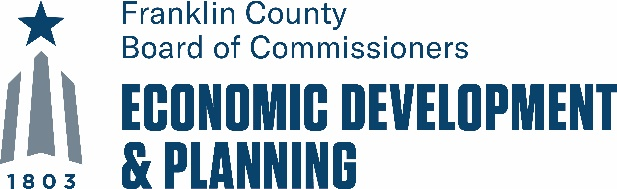 Franklin County
Board of Commissioners
ECONOMIC DEVELOPMENT
& PLANNING
1803